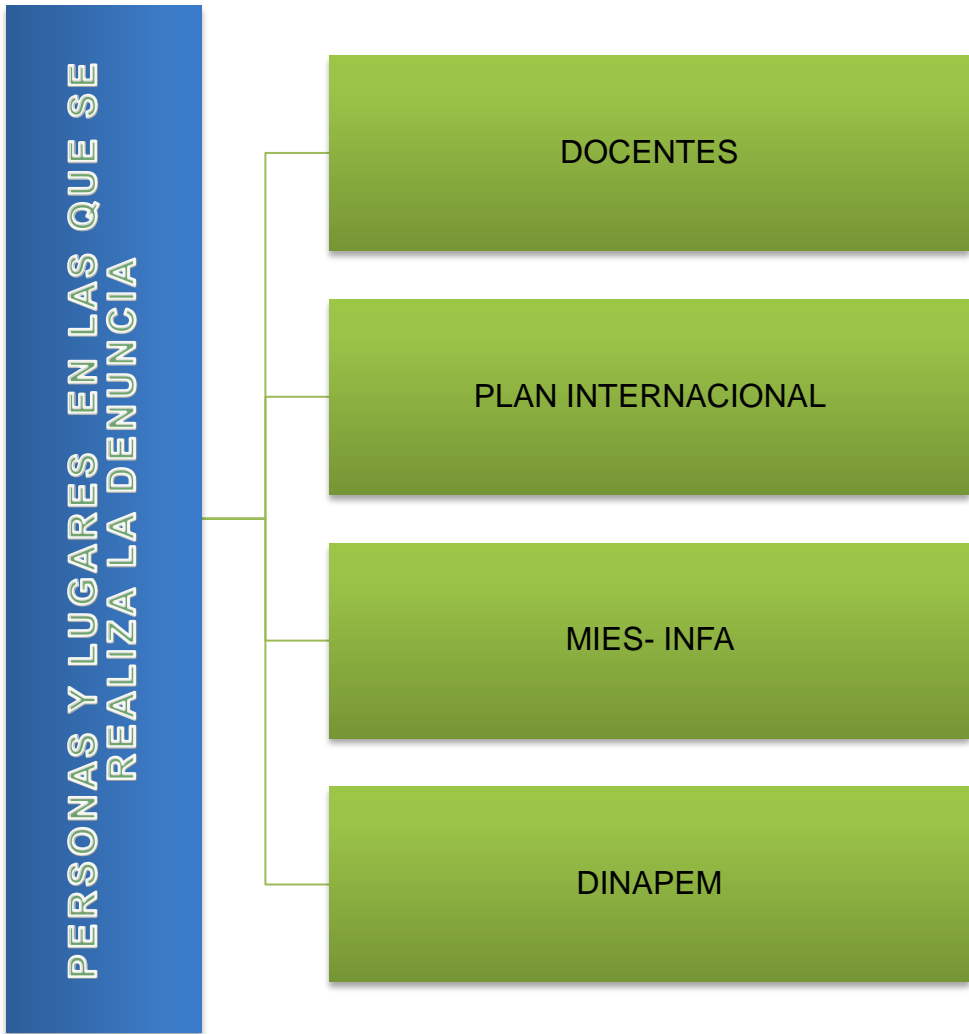 PERSONAS Y LUGARES EN LAS QUE SE
REALIZA LA DENUNCIA
DOCENTES
PLAN INTERNACIONAL
MIES- INFA
DINAPEM